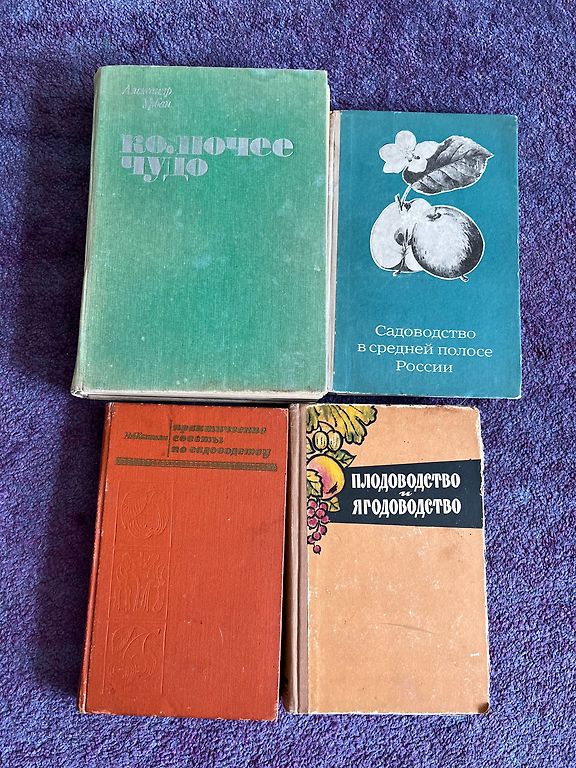 Александр
Урбан
колючее
чудо
Садоводство
в средней полосе
России
практические
советы
по садоводству
ПЛОДОВОДСТВО
и
ЯГОДОВОДСТВО